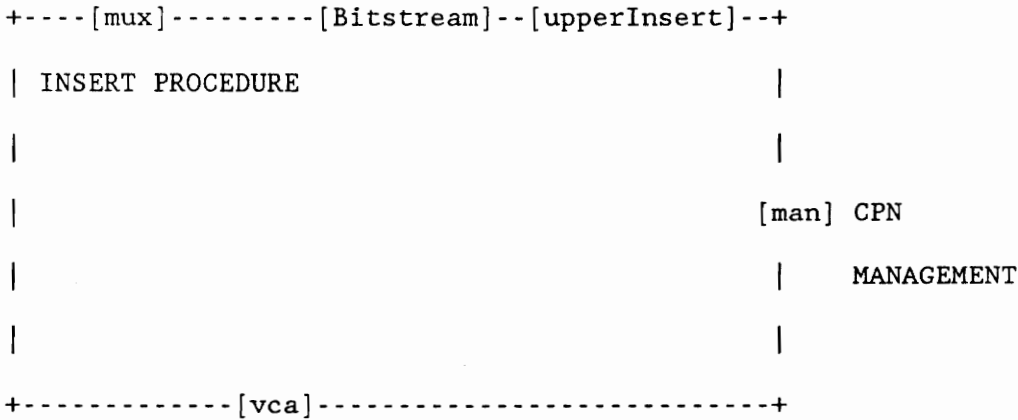 +----[mux]---------[Bitstream]--[upperInsert]--+
| INSERT PROCEDURE |
| |
| [man] CPN
| | MANAGEMENT
| |
+-------------[vca]----------------------------+